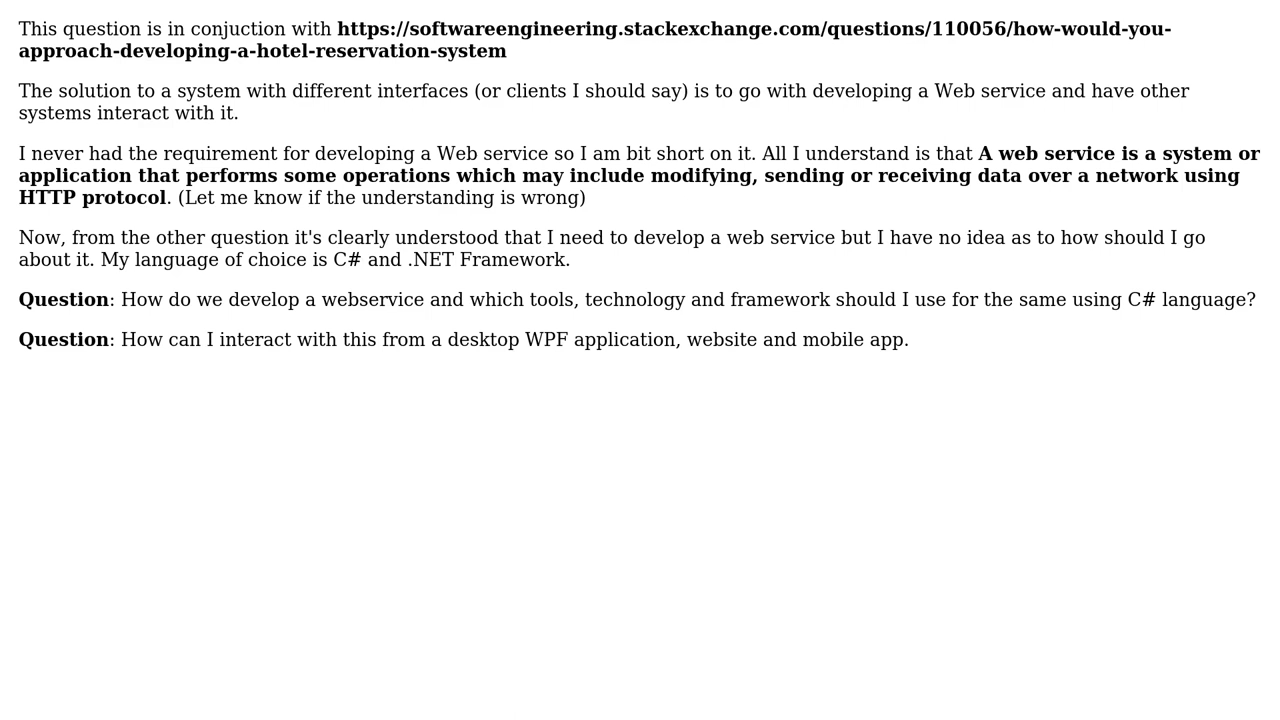 This question is in conjuction with https://softwareengineering.stackexchange.com/questions/110056/how-would-you-
approach-developing-a-hotel-reservation-system
The solution to a system with different interfaces (or clients I should say) is to go with developing a Web service and have other
systems interact with it.
I never had the requirement for developing a Web service so I am bit short on it. All I understand is that A web service is a system or
application that performs some operations which may include modifying, sending or receiving data over a network using
HTTP protocol. (Let me know if the understanding is wrong)
Now, from the other question it's clearly understood that I need to develop a web service but I have no idea as to how should I go
about it. My language of choice is C# and .NET Framework.
Question: How do we develop a webservice and which tools, technology and framework should I use for the same using C# language?
Question: How can I interact with this from a desktop WPF application, website and mobile app.